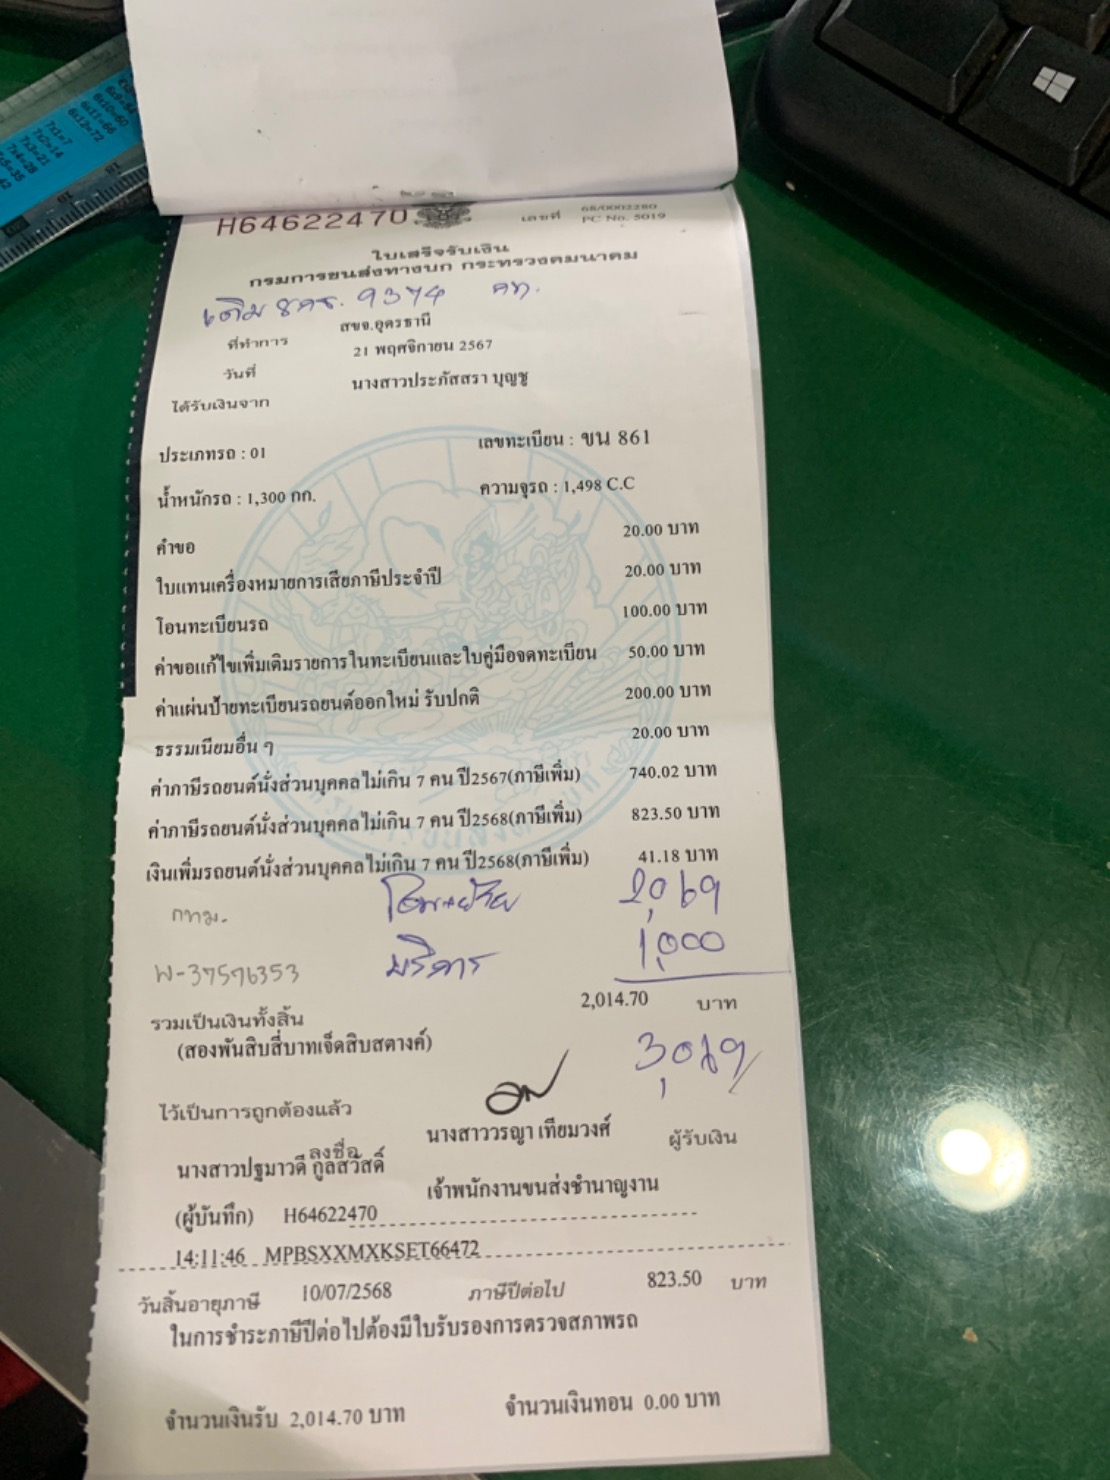 H64622470
เลขที่ 68/0002280
PC No. 5019
ใบเสร็จรับเงิน
กรมการขนส่งทางบก กระทรวงคมนาคม
เดิม 8กธ. 9374 กท.
ที่ทำการ สขจ.อุดรธานี
วันที่ 21 พฤศจิกายน 2567
ได้รับเงินจาก นางสาวประภัสสรา บุญชู
ประเภทรถ : 01 เลขทะเบียน : ขน 861
น้ำหนักรถ : 1,300 กก. ความจุรถ : 1,498 C.C
คำขอ 20.00 บาท
ใบแทนเครื่องหมายการเสียภาษีประจำปี 20.00 บาท
โอนทะเบียนรถ 100.00 บาท
ค่าขอแก้ไขเพิ่มเติมรายการในทะเบียนและใบคู่มือจดทะเบียน 50.00 บาท
ค่าแผ่นป้ายทะเบียนรถยนต์ออกใหม่ รับปกติ 200.00 บาท
ธรรมเนียมอื่น ๆ 20.00 บาท
ค่าภาษีรถยนต์นั่งส่วนบุคคลไม่เกิน 7 คน ปี2567(ภาษีเพิ่ม) 740.02 บาท
ค่าภาษีรถยนต์นั่งส่วนบุคคลไม่เกิน 7 คน ปี2568(ภาษีเพิ่ม) 823.50 บาท
เงินเพิ่มรถยนต์นั่งส่วนบุคคลไม่เกิน 7 คน ปี2568(ภาษีเพิ่ม) 41.18 บาท
กทม. โอน+ย้าย 2,069
W-37576353 บริการ 1,000
รวมเป็นเงินทั้งสิ้น 2,014.70 บาท
(สองพันสิบสี่บาทเจ็ดสิบสตางค์) 3,069
ไว้เป็นการถูกต้องแล้ว
ลงชื่อ นางสาววรญา เทียมวงศ์ ผู้รับเงิน
นางสาวปฐมาวดี กูลสวัสดิ์
เจ้าพนักงานขนส่งชำนาญงาน
(ผู้บันทึก) H64622470
14:11:46 MPBSXXMXKSET66472
วันสิ้นอายุภาษี 10/07/2568 ภาษีปีต่อไป 823.50 บาท
ในการชำระภาษีปีต่อไปต้องมีใบรับรองการตรวจสภาพรถ
จำนวนเงินรับ 2,014.70 บาท จำนวนเงินทอน 0.00 บาท